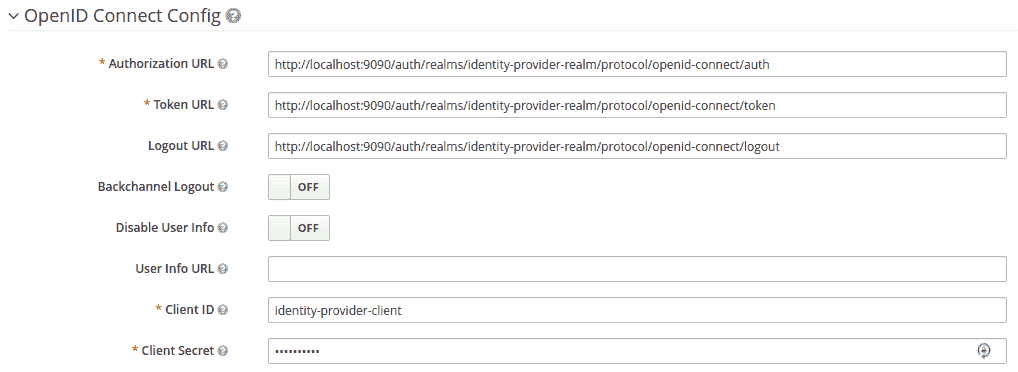 OpenID Connect Config
* Authorization URL http://localhost:9090/auth/realms/identity-provider-realm/protocol/openid-connect/auth
* Token URL http://localhost:9090/auth/realms/identity-provider-realm/protocol/openid-connect/token
Logout URL http://localhost:9090/auth/realms/identity-provider-realm/protocol/openid-connect/logout
Backchannel Logout OFF
Disable User Info OFF
User Info URL
* Client ID identity-provider-client
* Client Secret ••••••••••